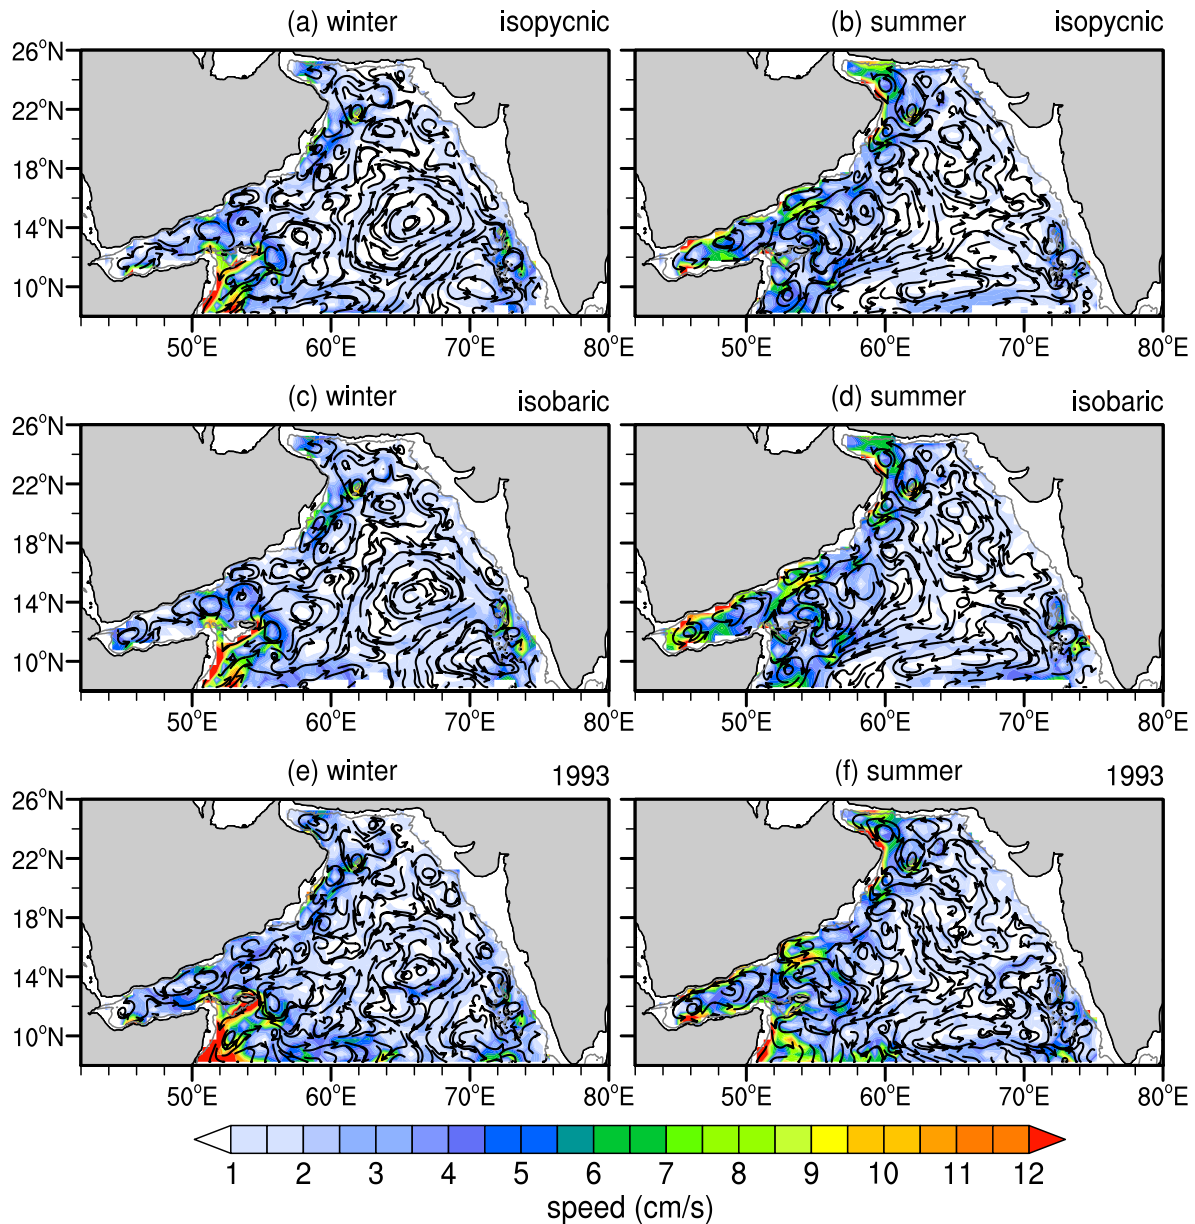 (a) winter isopycnic (b) summer isopycnic
26°N
22°N
18°N
14°N
10°N
50°E 60°E 70°E 80°E 50°E 60°E 70°E 80°E
(c) winter isobaric (d) summer isobaric
26°N
22°N
18°N
14°N
10°N
50°E 60°E 70°E 80°E 50°E 60°E 70°E 80°E
(e) winter 1993 (f) summer 1993
26°N
22°N
18°N
14°N
10°N
50°E 60°E 70°E 80°E 50°E 60°E 70°E 80°E
1 2 3 4 5 6 7 8 9 10 11 12
speed (cm/s)